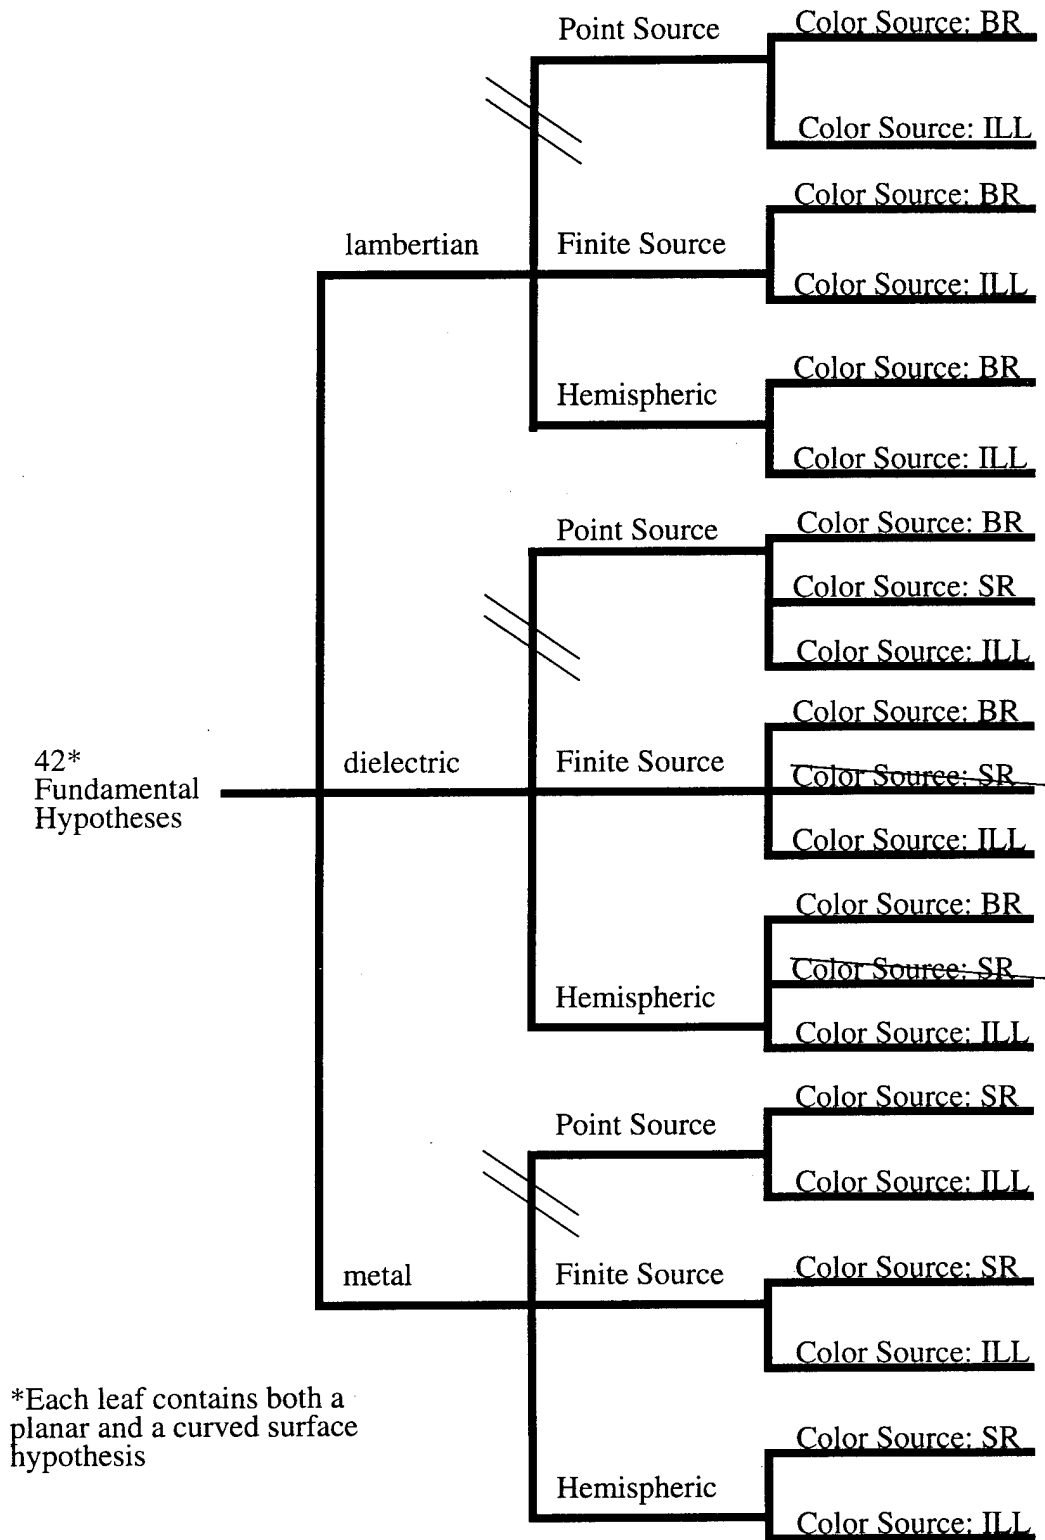 Point Source
Color Source: BR
Color Source: ILL
lambertian
Finite Source
Color Source: BR
Color Source: ILL
Hemispheric
Color Source: BR
Color Source: ILL
Point Source
Color Source: BR
Color Source: SR
Color Source: ILL
42*
Fundamental
Hypotheses
dielectric
Finite Source
Color Source: BR
Color Source: SR
Color Source: ILL
Hemispheric
Color Source: BR
Color Source: SR
Color Source: ILL
Point Source
Color Source: SR
Color Source: ILL
metal
Finite Source
Color Source: SR
Color Source: ILL
Hemispheric
Color Source: SR
Color Source: ILL
*Each leaf contains both a
planar and a curved surface
hypothesis